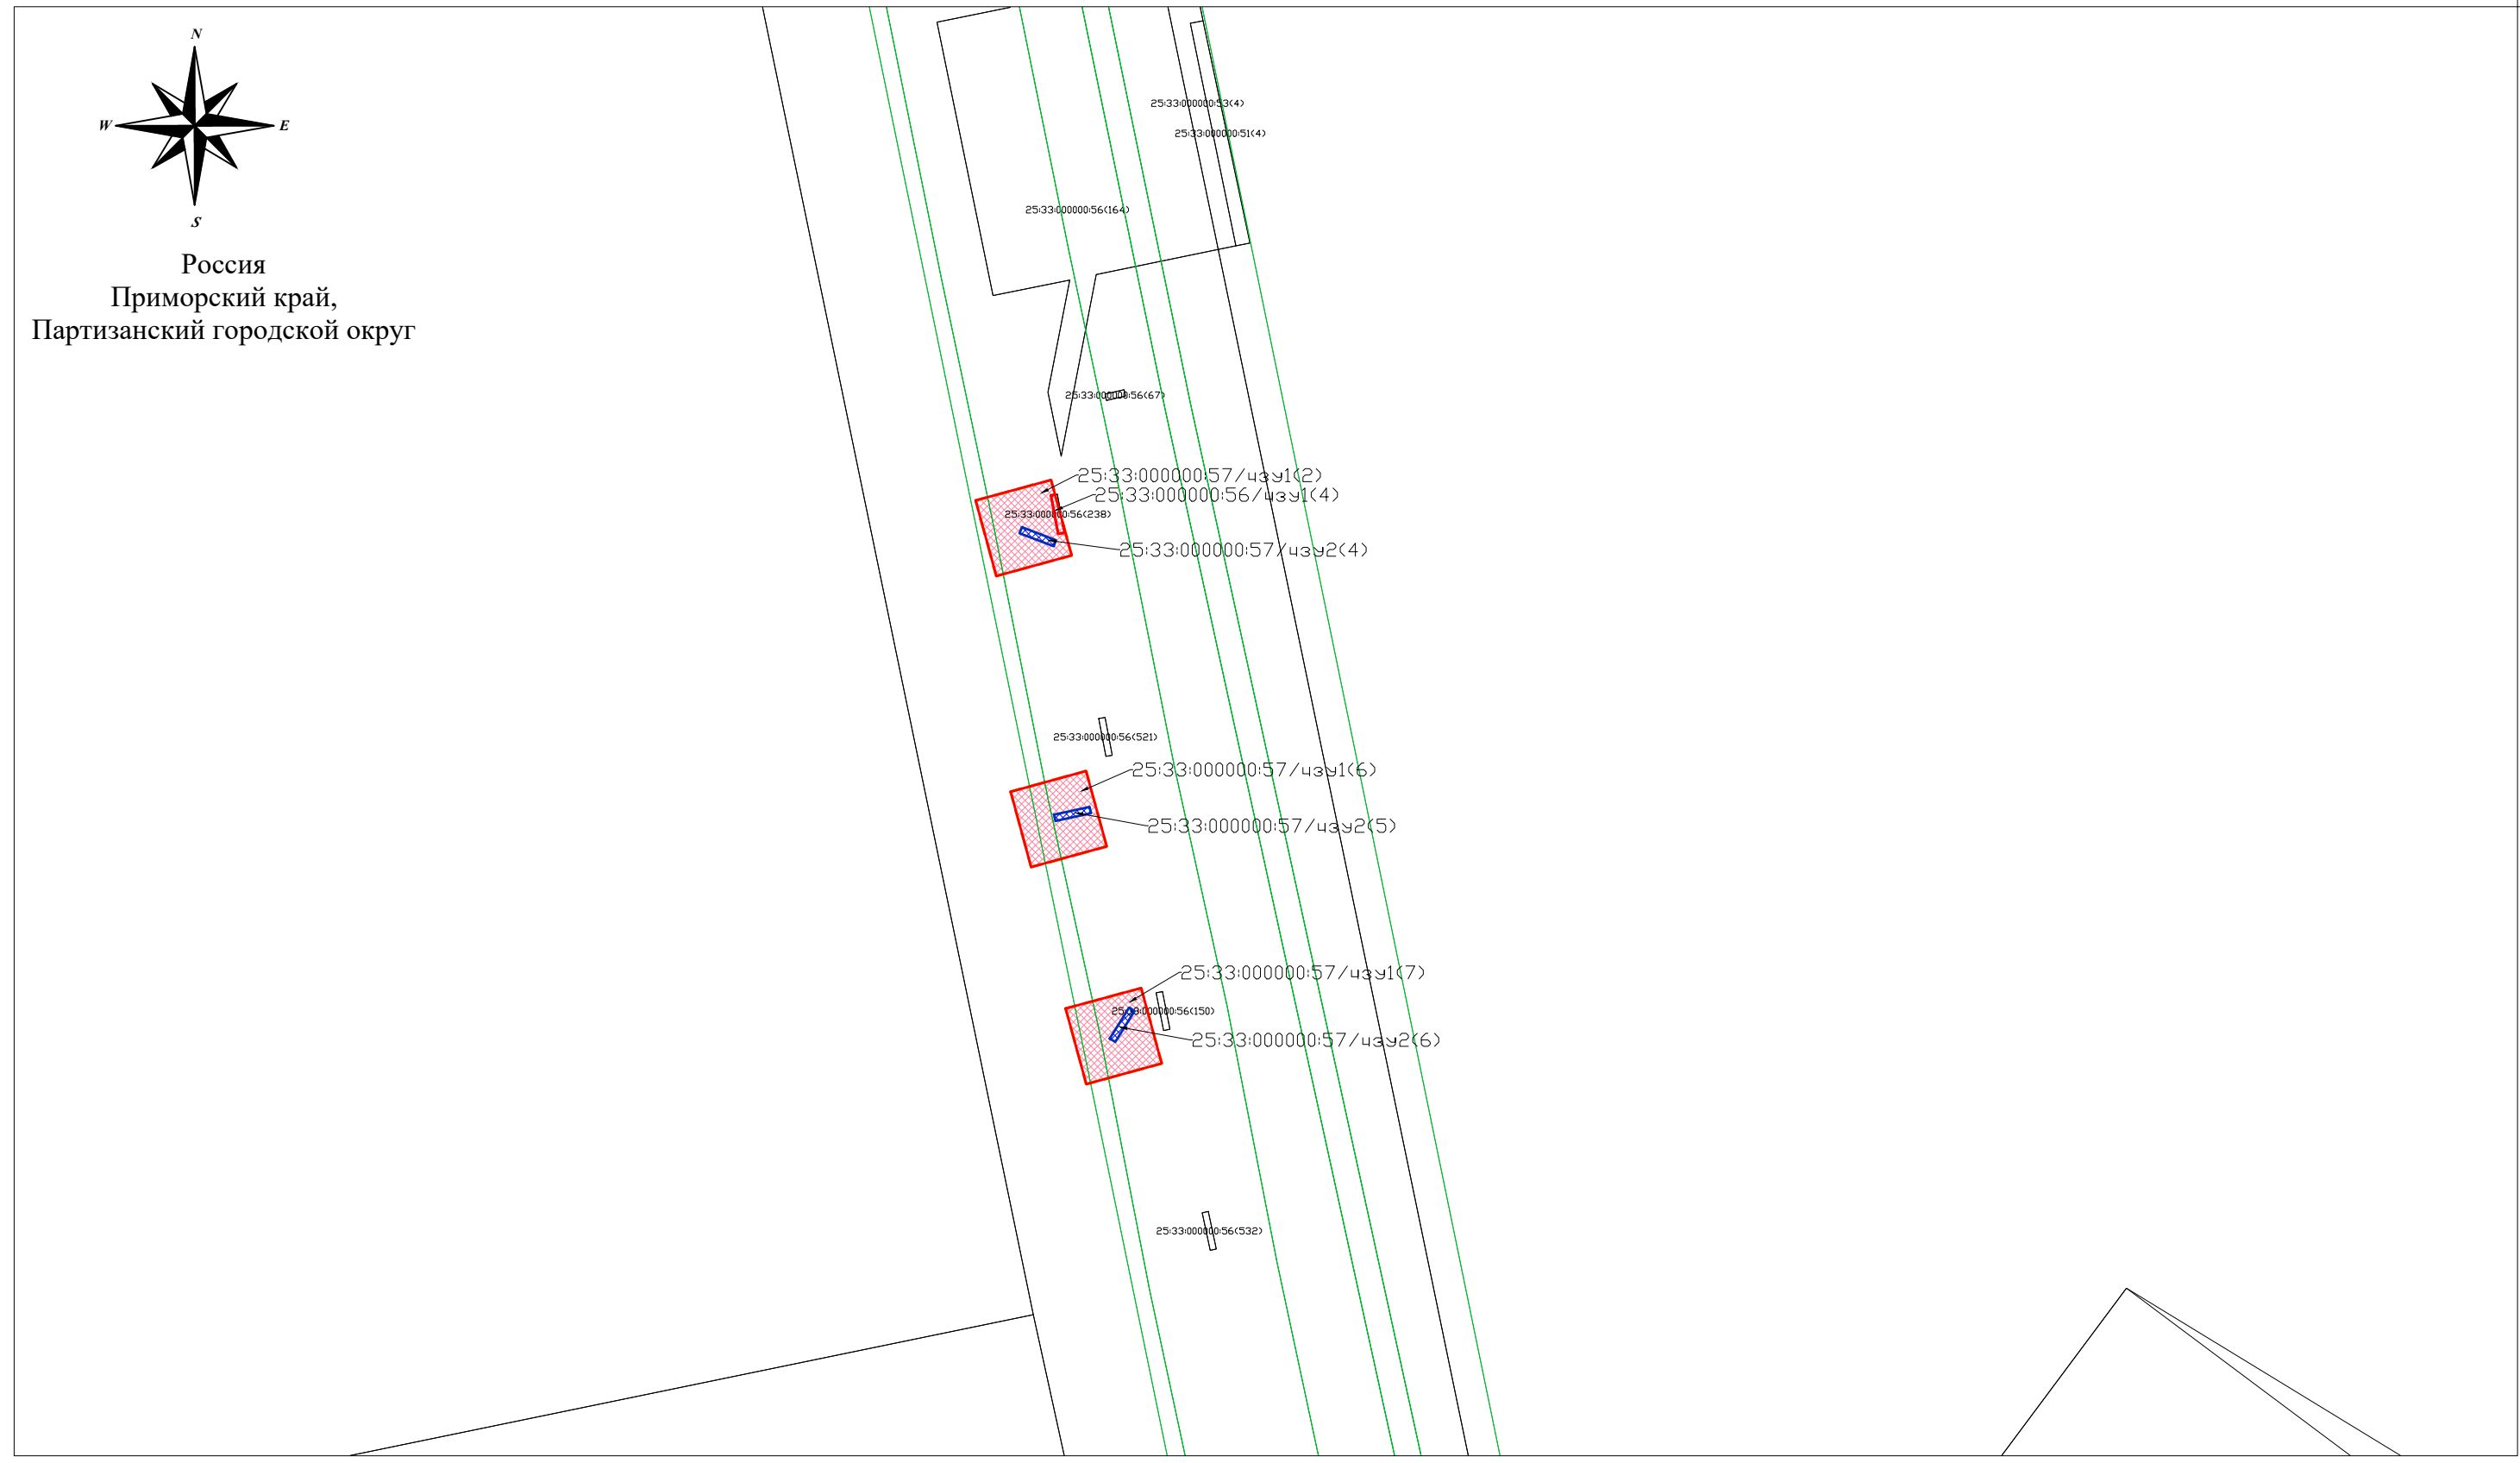 N
W E
S
Россия
Приморский край,
Партизанский городской округ
25:33:000000:53(4)
25:33:000000:51(4)
25:33:000000:56(164)
25:33:000000:56(67)
25:33:000000:57/чзу1(2)
25:33:000000:56/чзу1(4)
25:33:000000:56(238)
25:33:000000:57/чзу2(4)
25:33:000000:56(521)
25:33:000000:57/чзу1(6)
25:33:000000:57/чзу2(5)
25:33:000000:57/чзу1(7)
25:33:000000:56(150)
25:33:000000:57/чзу2(6)
25:33:000000:56(532)